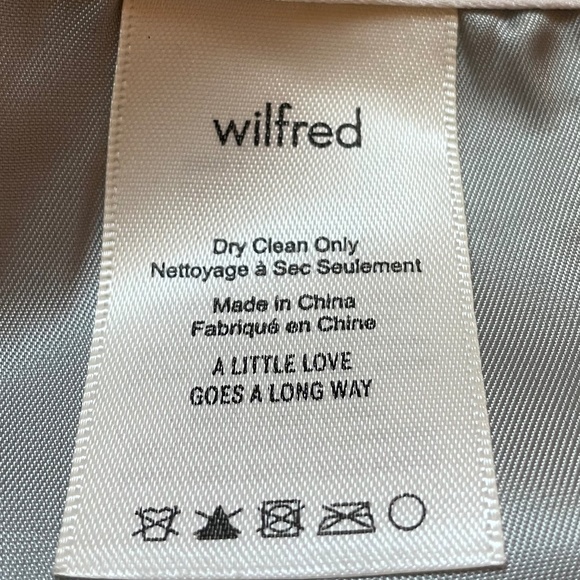 wilfred
Dry Clean Only
Nettoyage à Sec Seulement
Made in China
Fabriqué en Chine
A LITTLE LOVE
GOES A LONG WAY